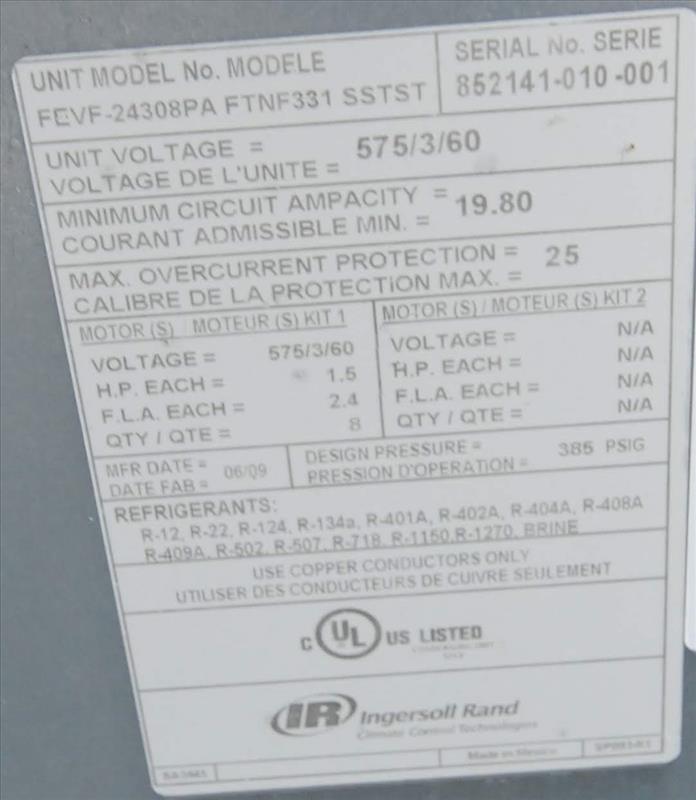 UNIT MODEL No. MODELE
FEVF-24308PA FTNF331 SSTST
SERIAL No. SERIE
852141-010-001
UNIT VOLTAGE = 575/3/60
VOLTAGE DE L'UNITE =
MINIMUM CIRCUIT AMPACITY = 19.80
COURANT ADMISSIBLE MIN. =
MAX. OVERCURRENT PROTECTION = 25
CALIBRE DE LA PROTECTION MAX. =
MOTOR (S) / MOTEUR (S) KIT 1
VOLTAGE = 575/3/60
H.P. EACH = 1.5
F.L.A. EACH = 2.4
QTY / QTE = 8
MOTOR (S) / MOTEUR (S) KIT 2
VOLTAGE = N/A
H.P. EACH = N/A
F.L.A. EACH = N/A
QTY / QTE = N/A
MFR DATE = 06/09
DATE FAB =
DESIGN PRESSURE = 385 PSIG
PRESSION D'OPERATION =
REFRIGERANTS:
R-12, R-22, R-124, R-134a, R-401A, R-402A, R-404A, R-408A
R-409A, R-502, R-507, R-718, R-1150,R-1270, BRINE
USE COPPER CONDUCTORS ONLY
UTILISER DES CONDUCTEURS DE CUIVRE SEULEMENT
C UL US LISTED
IR Ingersoll Rand
Climate Control Technologies
Made in Mexico